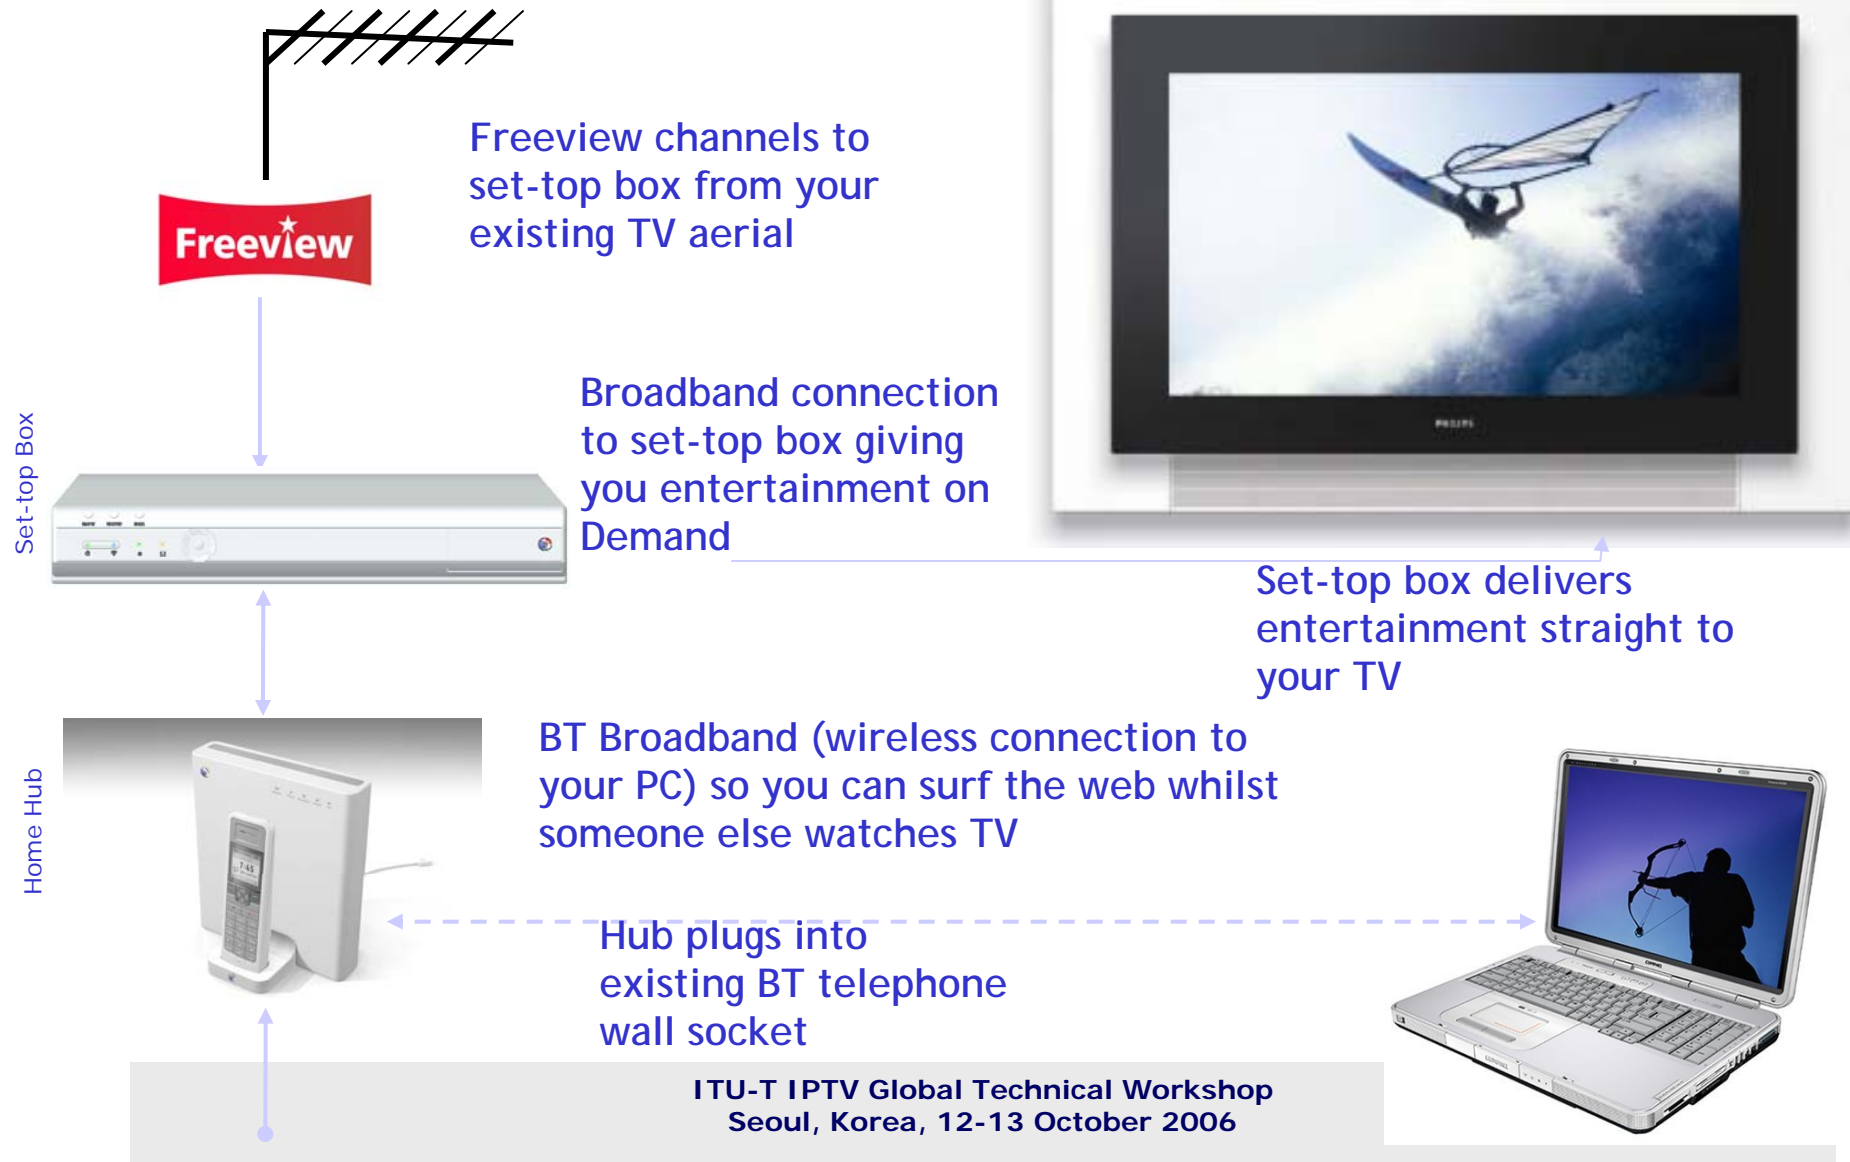 Freeview channels to
set-top box from your
existing TV aerial
Freeview
PHILIPS
Broadband connection
to set-top box giving
you entertainment on
Demand
Set-top Box
Set-top box delivers
entertainment straight to
your TV
BT Broadband (wireless connection to
your PC) so you can surf the web whilst
someone else watches TV
Home Hub
7:45
Hub plugs into
existing BT telephone
wall socket
ITU-T IPTV Global Technical Workshop
Seoul, Korea, 12-13 October 2006